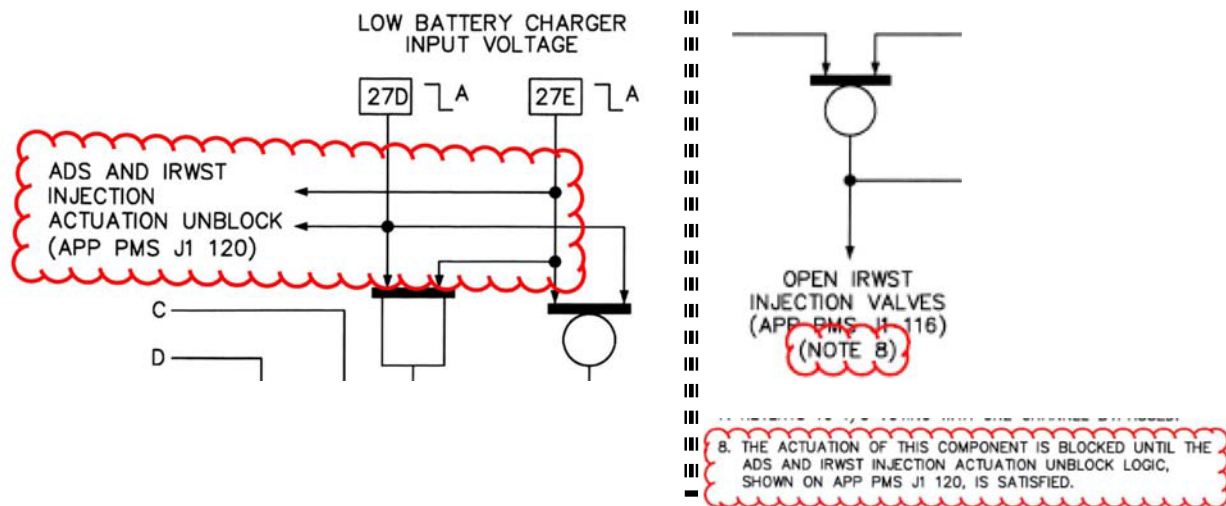 LOW BATTERY CHARGER
INPUT VOLTAGE
27D
A
27E
A
ADS AND IRWST
INJECTION
ACTUATION UNBLOCK
(APP PMS J1 120)
C
D
OPEN IRWST
INJECTION VALVES
(APP PMS J1 116)
(NOTE 8)
8. THE ACTUATION OF THIS COMPONENT IS BLOCKED UNTIL THE
ADS AND IRWST INJECTION ACTUATION UNBLOCK LOGIC,
SHOWN ON APP PMS J1 120, IS SATISFIED.